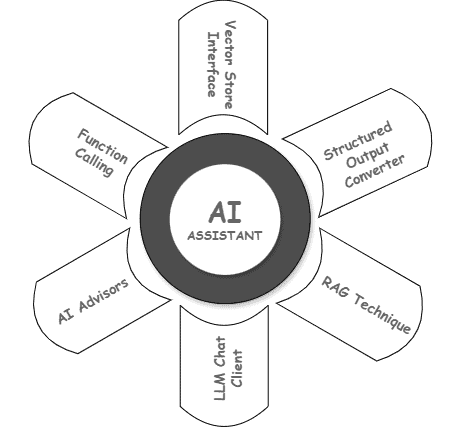 Vector Store
Interface
Structured
Output
Converter
RAG Technique
LLM Chat
Client
AI Advisors
Function
Calling
AI
ASSISTANT